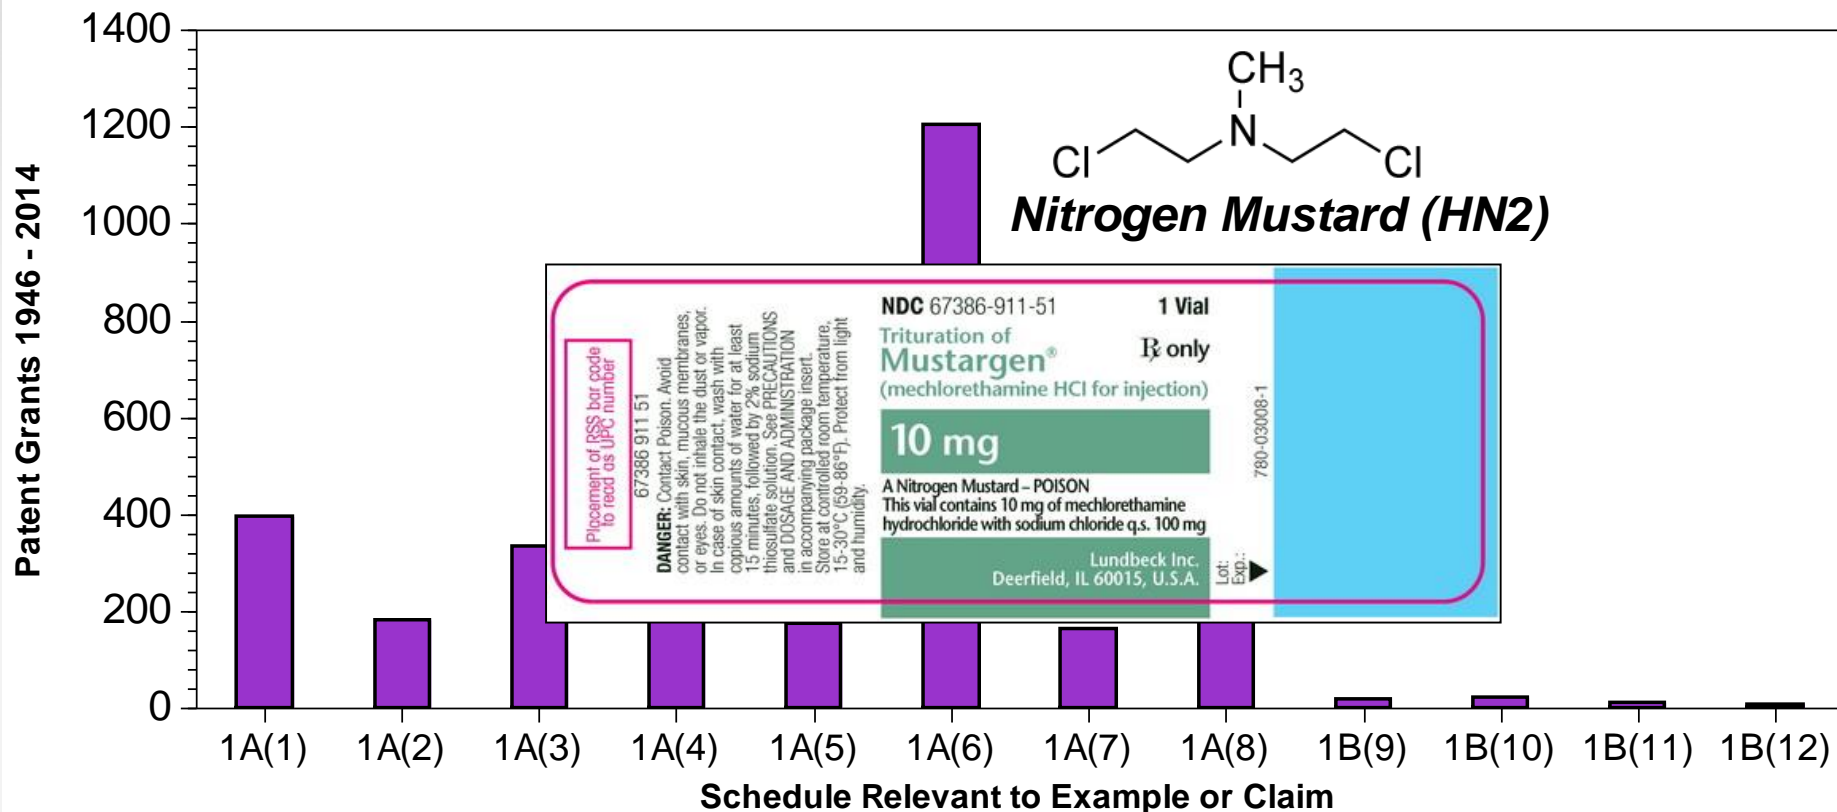 1400
1200
1000
800
600
400
200
0
Patent Grants 1946 - 2014
CH3
N
Cl
Cl
Nitrogen Mustard (HN2)
Placement of RSS bar code
to read as UPC number
67386 911 51
DANGER: Contact Poison. Avoid
contact with skin, mucous membranes,
or eyes. Do not inhale the dust or vapor.
In case of skin contact, wash with
copious amounts of water for at least
15 minutes, followed by 2% sodium
thiosulfate solution. See PRECAUTIONS
and DOSAGE AND ADMINISTRATION
in accompanying package insert.
Store at controlled room temperature,
15-30°C (59-86°F). Protect from light
and humidity.
NDC 67386-911-51 1 Vial
Trituration of
Mustargen® ℞ only
(mechlorethamine HCl for injection)
10 mg
A Nitrogen Mustard – POISON
This vial contains 10 mg of mechlorethamine
hydrochloride with sodium chloride q.s. 100 mg
Lundbeck Inc.
Deerfield, IL 60015, U.S.A.
Lot:
Exp.:
780-03008-1
1A(1) 1A(2) 1A(3) 1A(4) 1A(5) 1A(6) 1A(7) 1A(8) 1B(9) 1B(10) 1B(11) 1B(12)
Schedule Relevant to Example or Claim